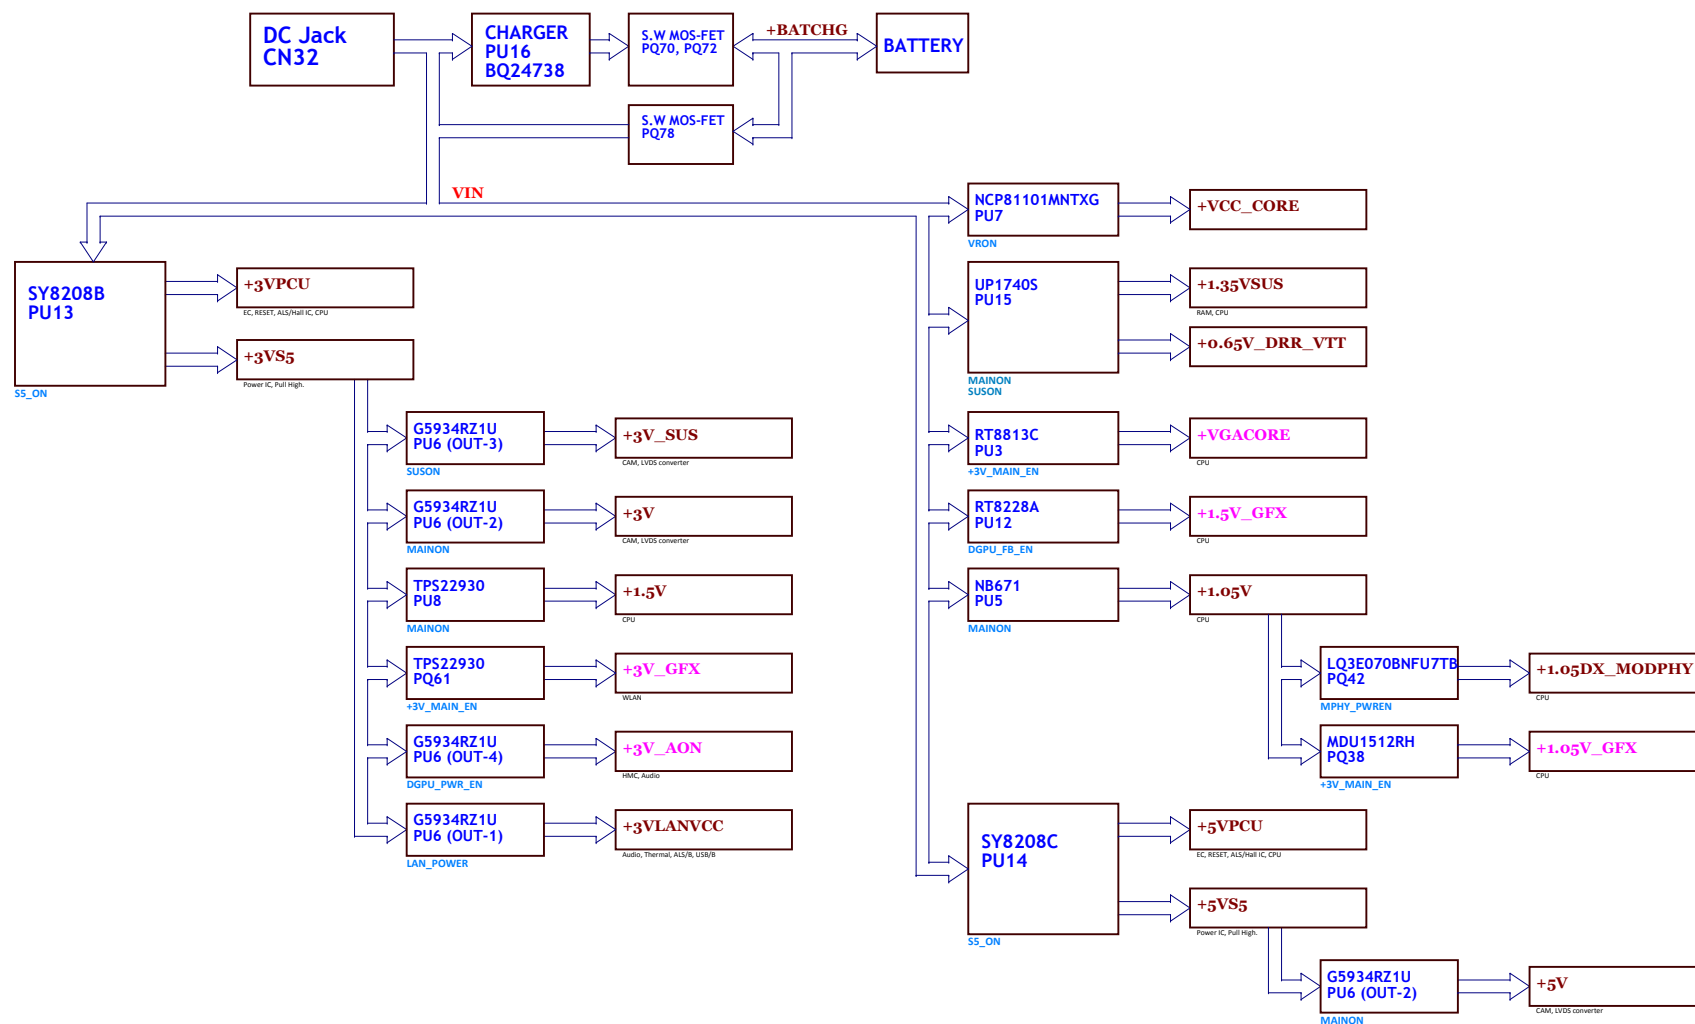 DC Jack
CN32
CHARGER
PU16
BQ24738
S.W MOS-FET
PQ70, PQ72
+BATCHG
BATTERY
S.W MOS-FET
PQ78
VIN
SY8208B
PU13
S5_ON
+3VPCU
EC, RESET, ALS/Hall IC, CPU
+3VS5
Power IC, Pull High.
G5934RZ1U
PU6 (OUT-3)
SUSON
+3V_SUS
CAM, LVDS converter
G5934RZ1U
PU6 (OUT-2)
MAINON
+3V
CAM, LVDS converter
TPS22930
PU8
MAINON
+1.5V
CPU
TPS22930
PQ61
+3V_MAIN_EN
+3V_GFX
WLAN
G5934RZ1U
PU6 (OUT-4)
DGPU_PWR_EN
+3V_AON
HMC, Audio
G5934RZ1U
PU6 (OUT-1)
LAN_POWER
+3VLANVCC
Audio, Thermal, ALS/B, USB/B
NCP81101MNTXG
PU7
VRON
+VCC_CORE
UP1740S
PU15
MAINON
SUSON
+1.35VSUS
RAM, CPU
+0.65V_DRR_VTT
RT8813C
PU3
+3V_MAIN_EN
+VGACORE
CPU
RT8228A
PU12
DGPU_FB_EN
+1.5V_GFX
CPU
NB671
PU5
MAINON
+1.05V
CPU
LQ3E070BNFU7TB
PQ42
MPHY_PWREN
+1.05DX_MODPHY
CPU
MDU1512RH
PQ38
+3V_MAIN_EN
+1.05V_GFX
CPU
SY8208C
PU14
S5_ON
+5VPCU
EC, RESET, ALS/Hall IC, CPU
+5VS5
Power IC, Pull High.
G5934RZ1U
PU6 (OUT-2)
MAINON
+5V
CAM, LVDS converter